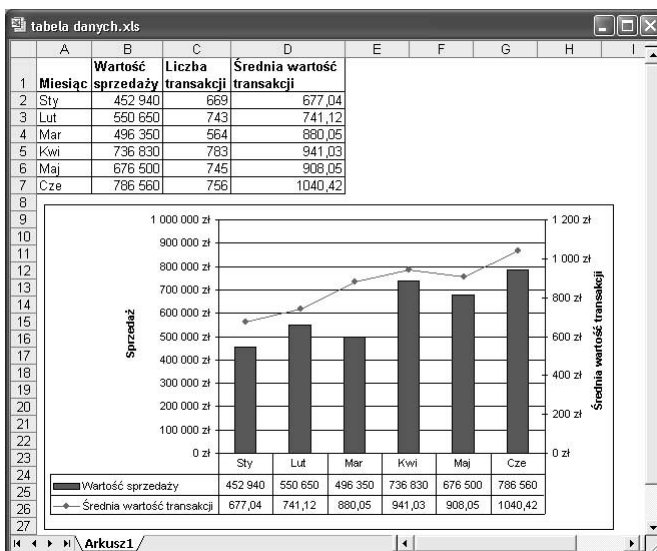 tabela danych.xls
A B C D E F G H I
Wartość Liczba Średnia wartość
1 Miesiąc sprzedaży transakcji transakcji
2 Sty 452 940 669 677,04
3 Lut 550 650 743 741,12
4 Mar 496 350 564 880,05
5 Kwi 736 830 783 941,03
6 Maj 676 500 745 908,05
7 Cze 786 560 756 1040,42
8
9 1 000 000 zł 1 200 zł
10 900 000 zł
11 1 000 zł
12 800 000 zł
13 700 000 zł 800 zł
14 600 000 zł
15 500 000 zł 600 zł
16
17 400 000 zł 400 zł
18 300 000 zł
19
20 200 000 zł 200 zł
21 100 000 zł
22
23 0 zł 0 zł
Sprzedaż
Średnia wartość transakcji
Sty Lut Mar Kwi Maj Cze
24
25 Wartość sprzedaży 452 940 550 650 496 350 736 830 676 500 786 560
26 Średnia wartość transakcji 677,04 741,12 880,05 941,03 908,05 1040,42
27
Arkusz1